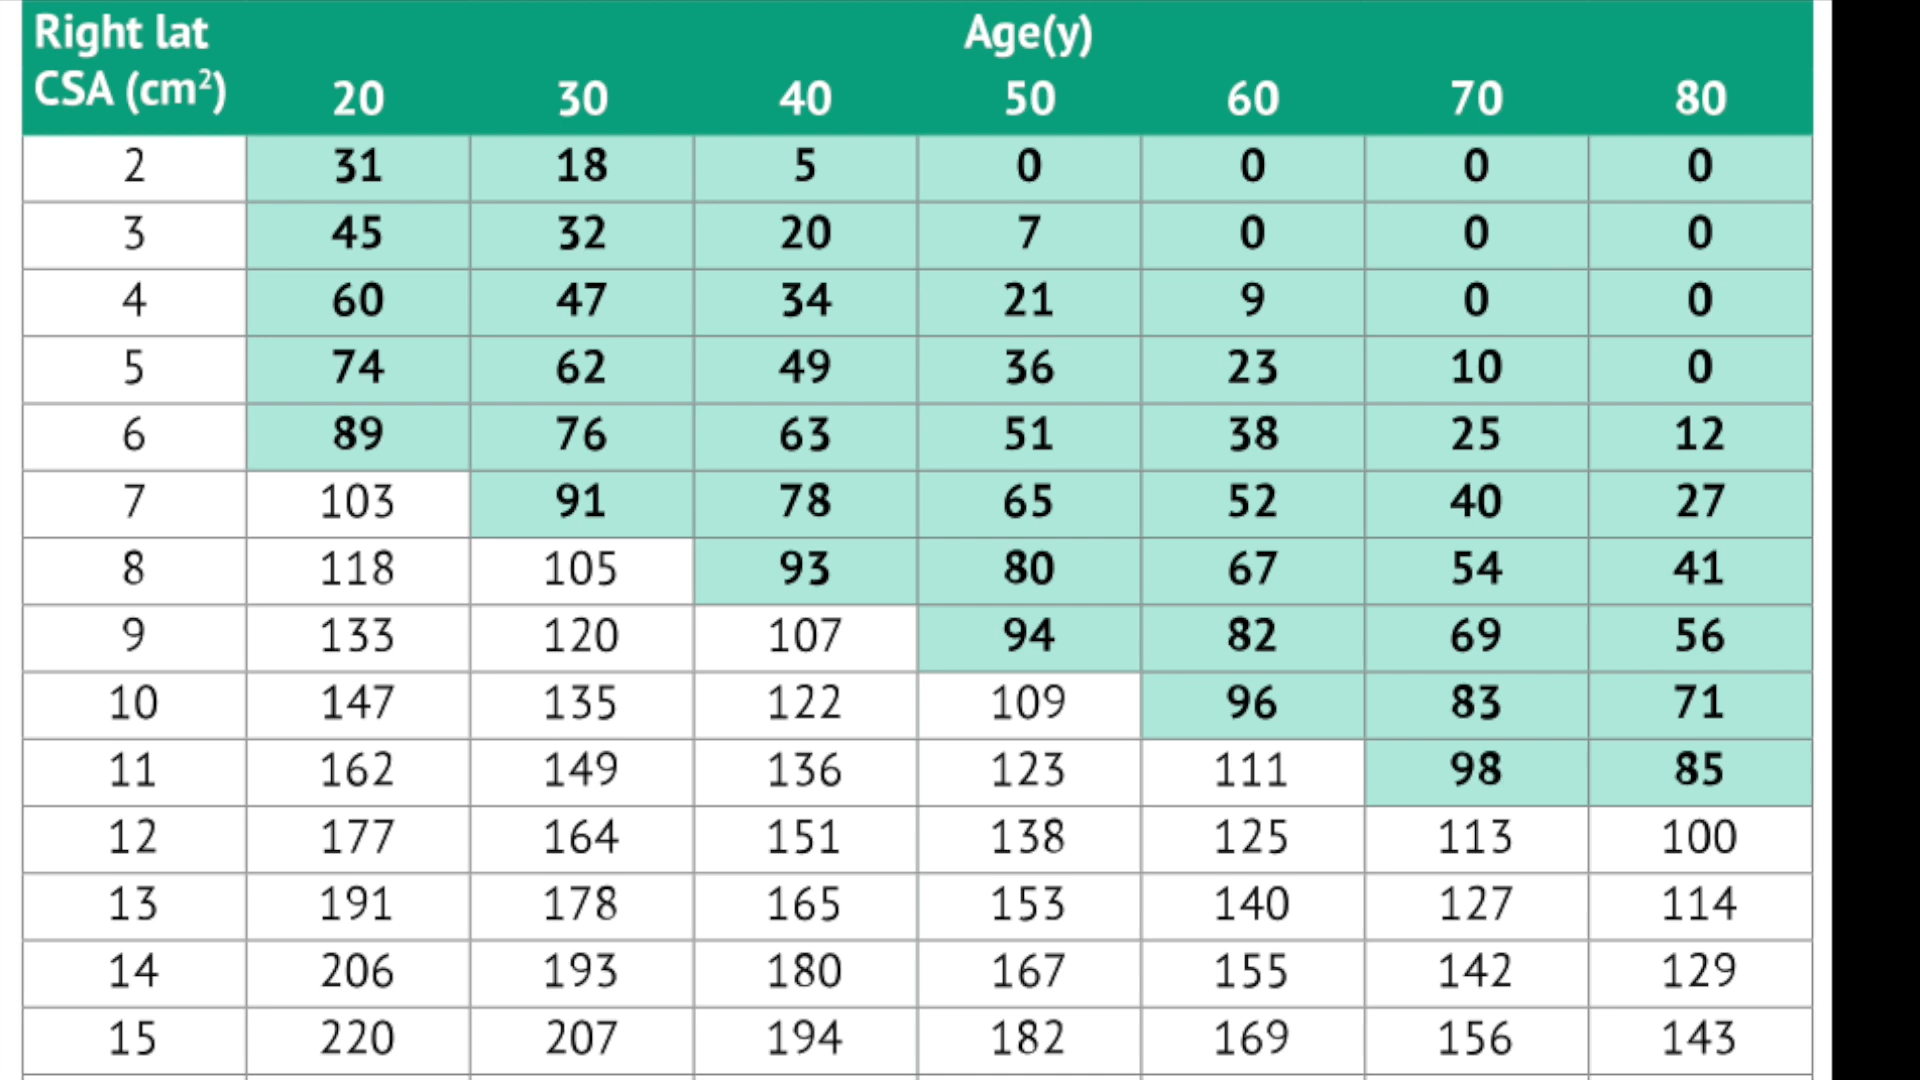 Right lat Age(y)
CSA (cm²) 20 30 40 50 60 70 80
2 31 18 5 0 0 0 0
3 45 32 20 7 0 0 0
4 60 47 34 21 9 0 0
5 74 62 49 36 23 10 0
6 89 76 63 51 38 25 12
7 103 91 78 65 52 40 27
8 118 105 93 80 67 54 41
9 133 120 107 94 82 69 56
10 147 135 122 109 96 83 71
11 162 149 136 123 111 98 85
12 177 164 151 138 125 113 100
13 191 178 165 153 140 127 114
14 206 193 180 167 155 142 129
15 220 207 194 182 169 156 143